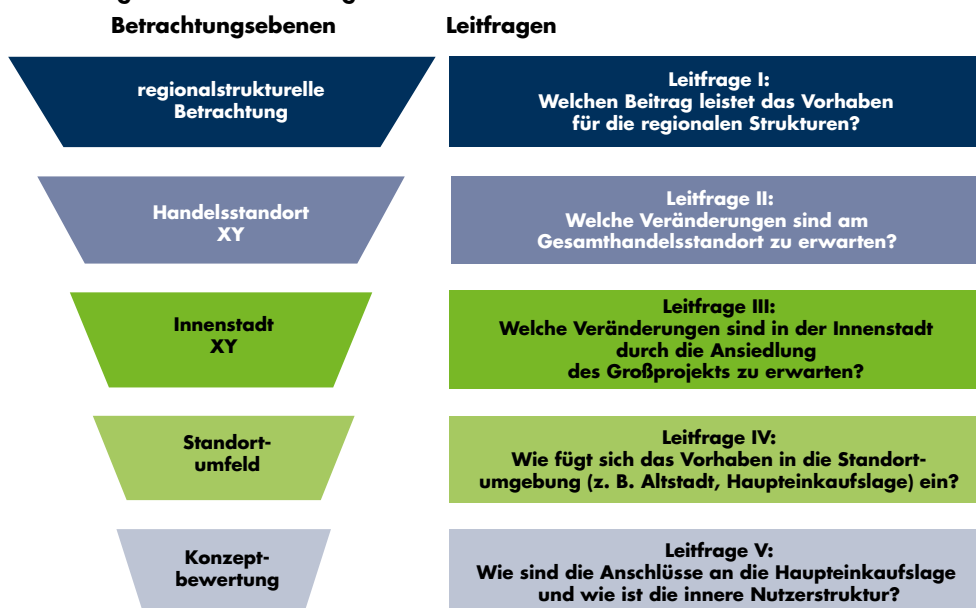 Betrachtungsebenen
Leitfragen
regionalstrukturelle
Betrachtung
Leitfrage I:
Welchen Beitrag leistet das Vorhaben
für die regionalen Strukturen?
Handelsstandort
XY
Leitfrage II:
Welche Veränderungen sind am
Gesamthandelsstandort zu erwarten?
Innenstadt
XY
Leitfrage III:
Welche Veränderungen sind in der Innenstadt
durch die Ansiedlung
des Großprojekts zu erwarten?
Standort-
umfeld
Leitfrage IV:
Wie fügt sich das Vorhaben in die Standort-
umgebung (z. B. Altstadt, Haupteinkaufslage) ein?
Konzept-
bewertung
Leitfrage V:
Wie sind die Anschlüsse an die Haupteinkaufslage
und wie ist die innere Nutzerstruktur?